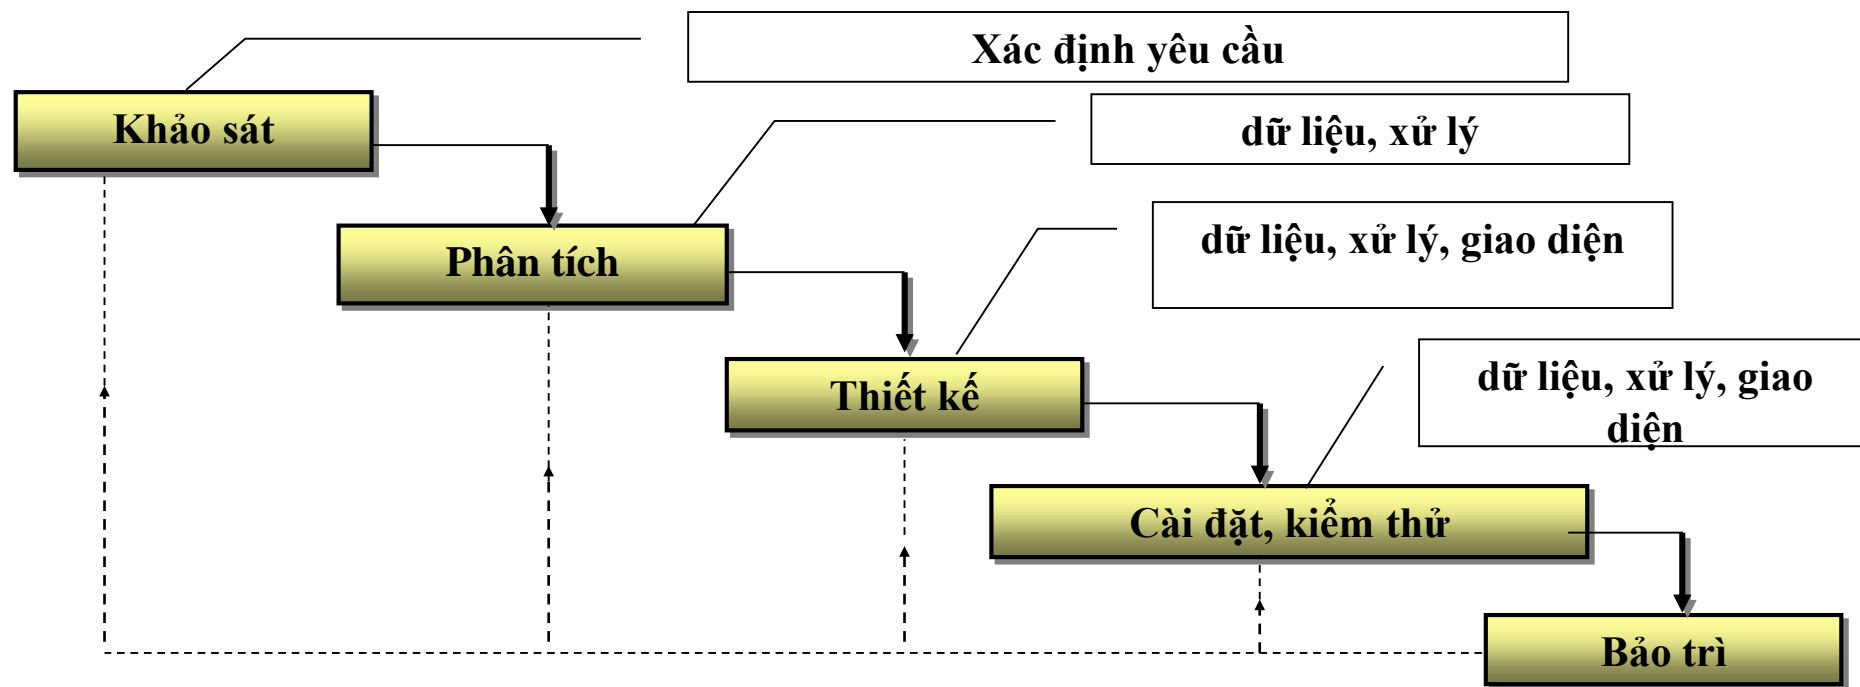 Xác định yêu cầu
Khảo sát
dữ liệu, xử lý
Phân tích
dữ liệu, xử lý, giao diện
Thiết kế
dữ liệu, xử lý, giao
diện
Cài đặt, kiểm thử
Bảo trì